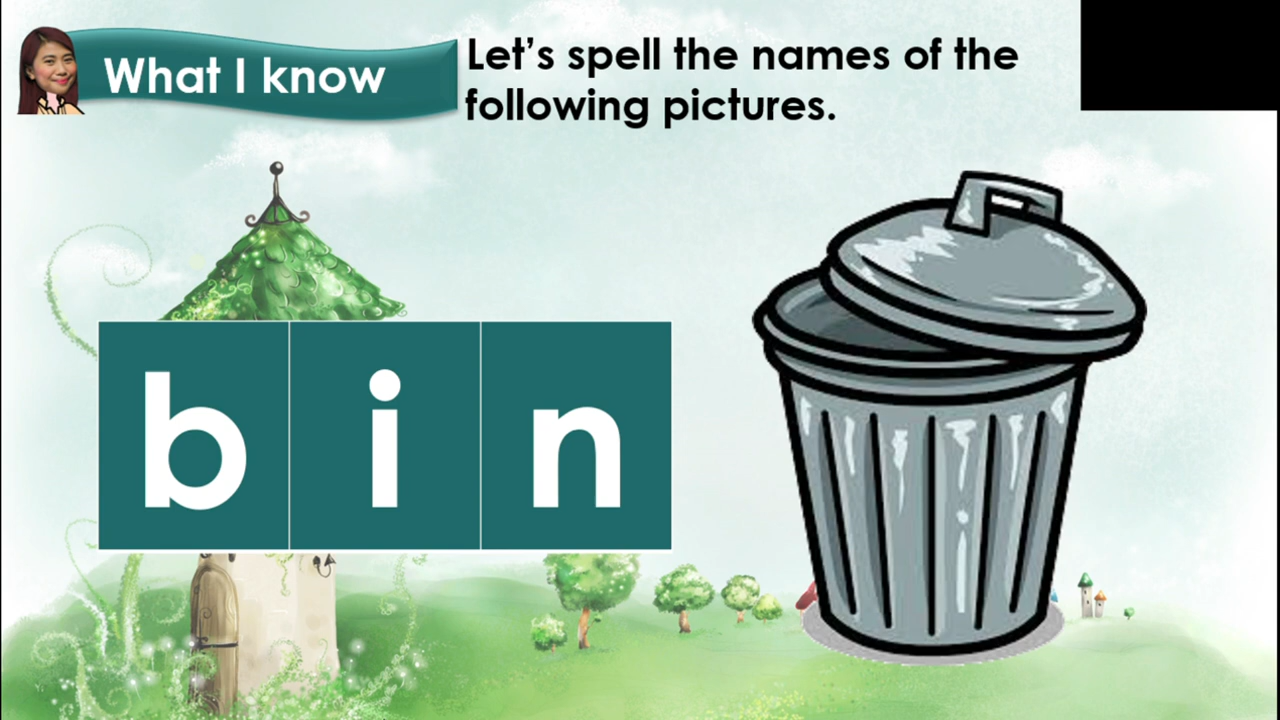 What I know
Let's spell the names of the
following pictures.
b i n